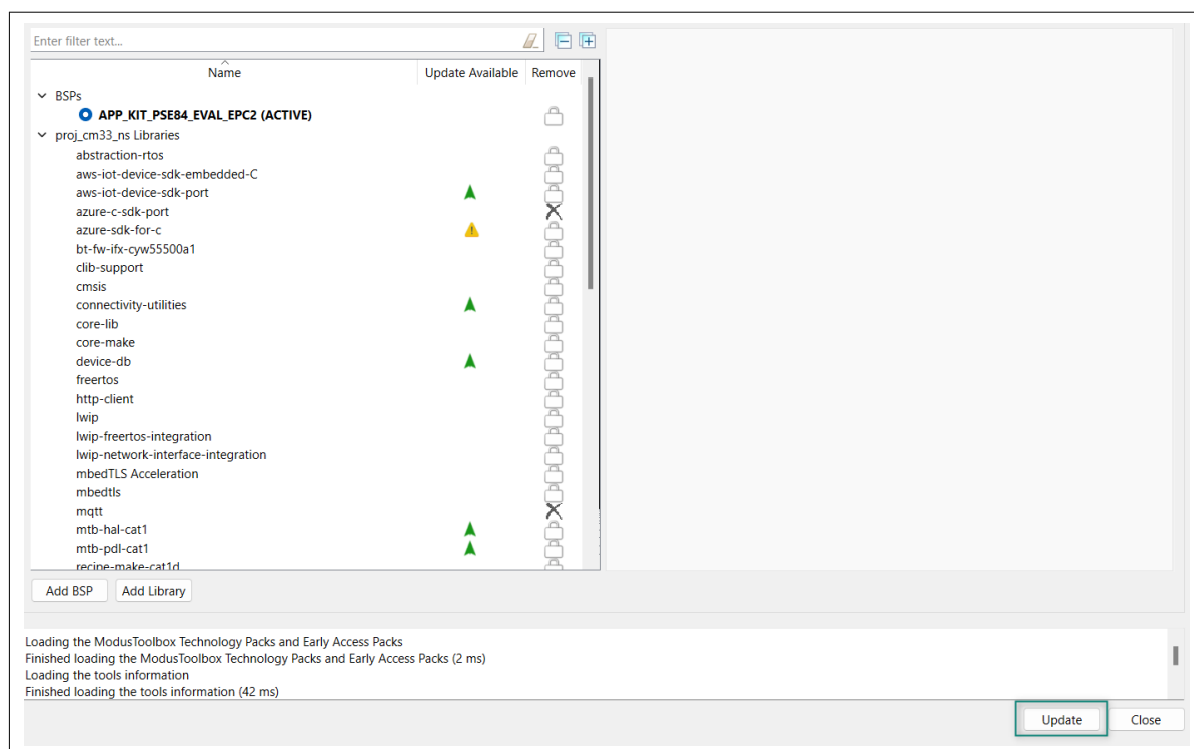 Enter filter text...
Name Update Available Remove
BSPs
APP_KIT_PSE84_EVAL_EPC2 (ACTIVE)
proj_cm33_ns Libraries
abstraction-rtos
aws-iot-device-sdk-embedded-C
aws-iot-device-sdk-port
azure-c-sdk-port
azure-sdk-for-c
bt-fw-ifx-cyw55500a1
clib-support
cmsis
connectivity-utilities
core-lib
core-make
device-db
freertos
http-client
lwip
lwip-freertos-integration
lwip-network-interface-integration
mbedTLS Acceleration
mbedtls
mqtt
mtb-hal-cat1
mtb-pdl-cat1
recipe-make-cat1d
Add BSP Add Library
Loading the ModusToolbox Technology Packs and Early Access Packs
Finished loading the ModusToolbox Technology Packs and Early Access Packs (2 ms)
Loading the tools information
Finished loading the tools information (42 ms)
Update Close